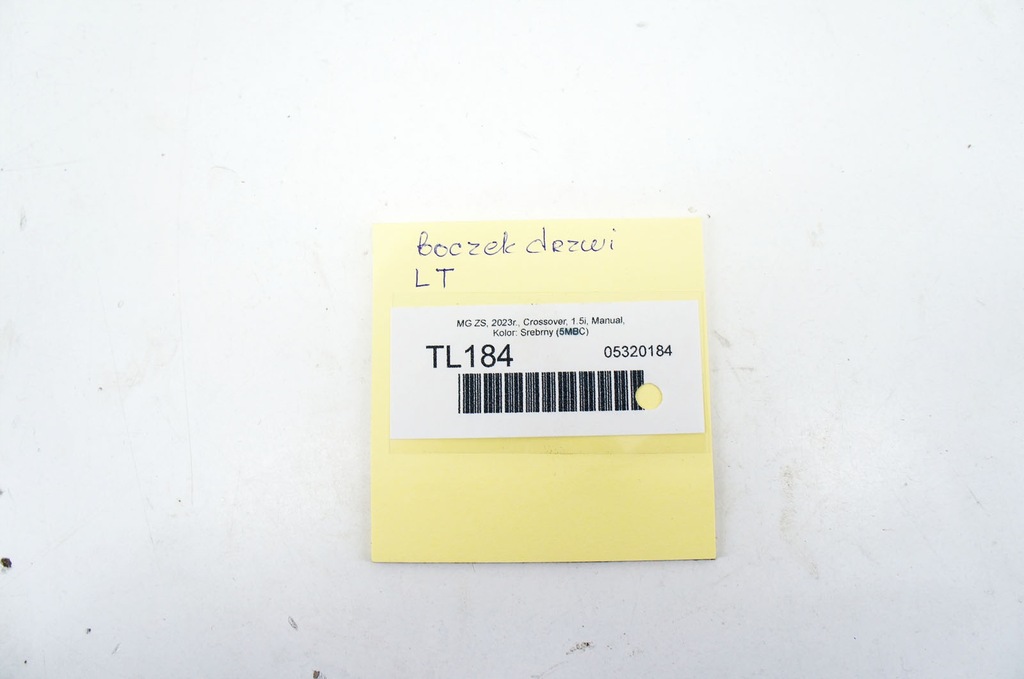 Boczek drzwi
LT
MG ZS, 2023r., Crossover, 1.5i, Manual,
Kolor: Srebrny (5MBC)
TL184 05320184